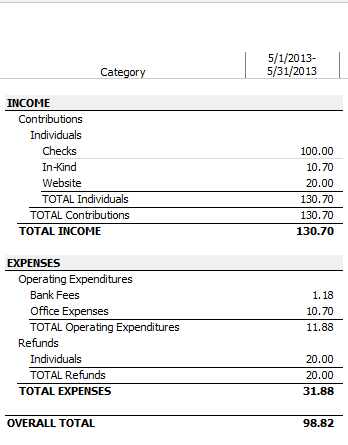 Category 5/1/2013-
5/31/2013
INCOME
Contributions
Individuals
Checks 100.00
In-Kind 10.70
Website 20.00
TOTAL Individuals 130.70
TOTAL Contributions 130.70
TOTAL INCOME 130.70
EXPENSES
Operating Expenditures
Bank Fees 1.18
Office Expenses 10.70
TOTAL Operating Expenditures 11.88
Refunds
Individuals 20.00
TOTAL Refunds 20.00
TOTAL EXPENSES 31.88
OVERALL TOTAL 98.82